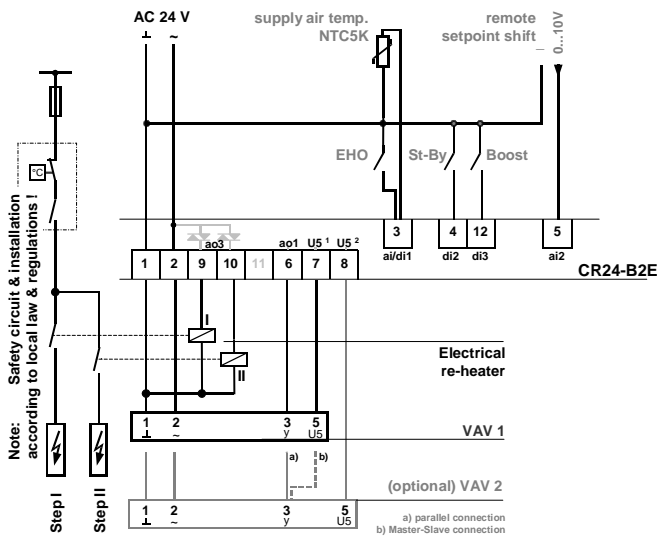 AC 24 V
⊥ ~
supply air temp.
NTC5K
remote
setpoint shift
–
0...10V
°C
EHO
St-By
Boost
3 4 12 5
ai/di1 di2 di3 ai2
CR24-B2E
ao3 ao1 U5 1 U5 2
1 2 9 10 11 6 7 8
I
II
Electrical
re-heater
1 2 3 5
⊥ ~ y U5
VAV 1
a) b)
(optional) VAV 2
1 2 3 5
⊥ ~ y U5
a) parallel connection
b) Master-Slave connection
Note: Safety circuit & installation
according to local law & regulations !
Step I
Step II